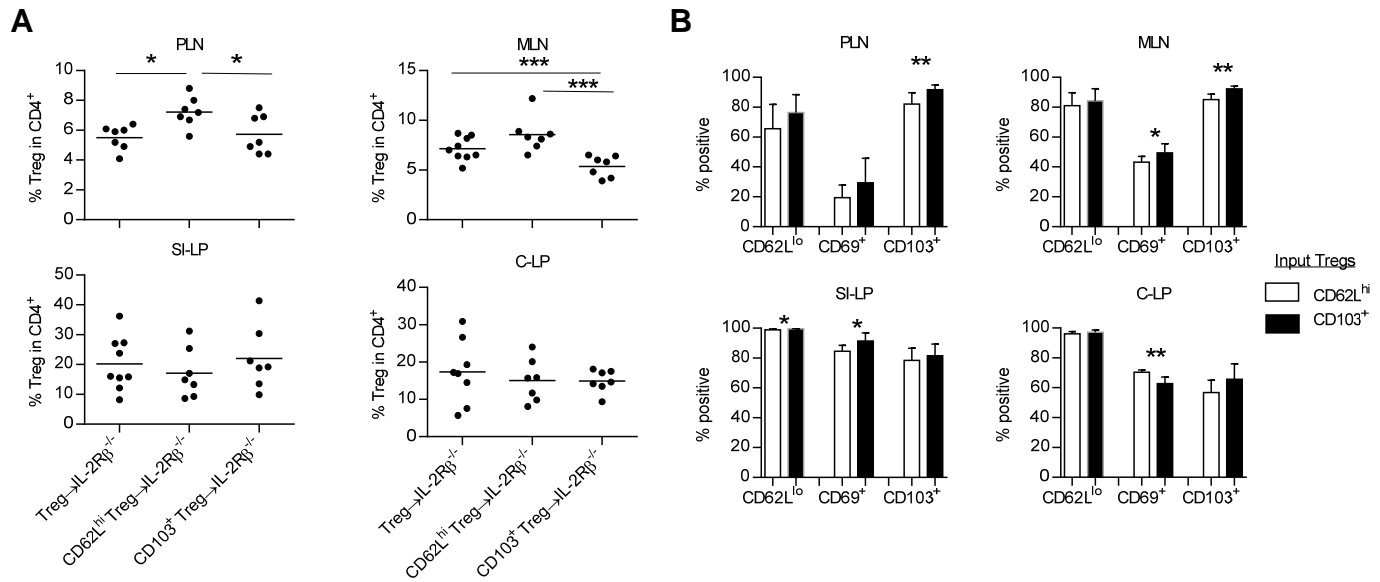 A
PLN
% Treg in CD4⁺
10
8
6
4
2
0
*
*
MLN
% Treg in CD4⁺
15
10
5
0
***
***
SI-LP
% Treg in CD4⁺
50
40
30
20
10
0
Treg→IL-2Rβ⁻/⁻
CD62Lʰⁱ Treg→IL-2Rβ⁻/⁻
CD103⁺ Treg→IL-2Rβ⁻/⁻
C-LP
% Treg in CD4⁺
40
30
20
10
0
Treg→IL-2Rβ⁻/⁻
CD62Lʰⁱ Treg→IL-2Rβ⁻/⁻
CD103⁺ Treg→IL-2Rβ⁻/⁻
B
PLN
% positive
100
80
60
40
20
0
**
CD62Lˡᵒ CD69⁺ CD103⁺
MLN
% positive
100
80
60
40
20
0
*
**
CD62Lˡᵒ CD69⁺ CD103⁺
SI-LP
% positive
100
80
60
40
20
0
*
*
CD62Lˡᵒ CD69⁺ CD103⁺
C-LP
% positive
100
80
60
40
20
0
**
CD62Lˡᵒ CD69⁺ CD103⁺
Input Tregs
CD62Lʰⁱ
CD103⁺